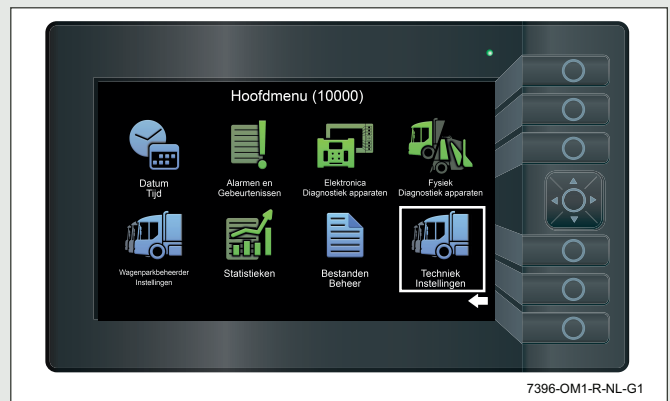 Hoofdmenu (10000)
Datum
Tijd
Alarmen en
Gebeurtenissen
Elektronica
Diagnostiek apparaten
Fysiek
Diagnostiek apparaten
Wagenparkbeheerder
Instellingen
Statistieken
Bestanden
Beheer
Techniek
Instellingen
7396-OM1-R-NL-G1